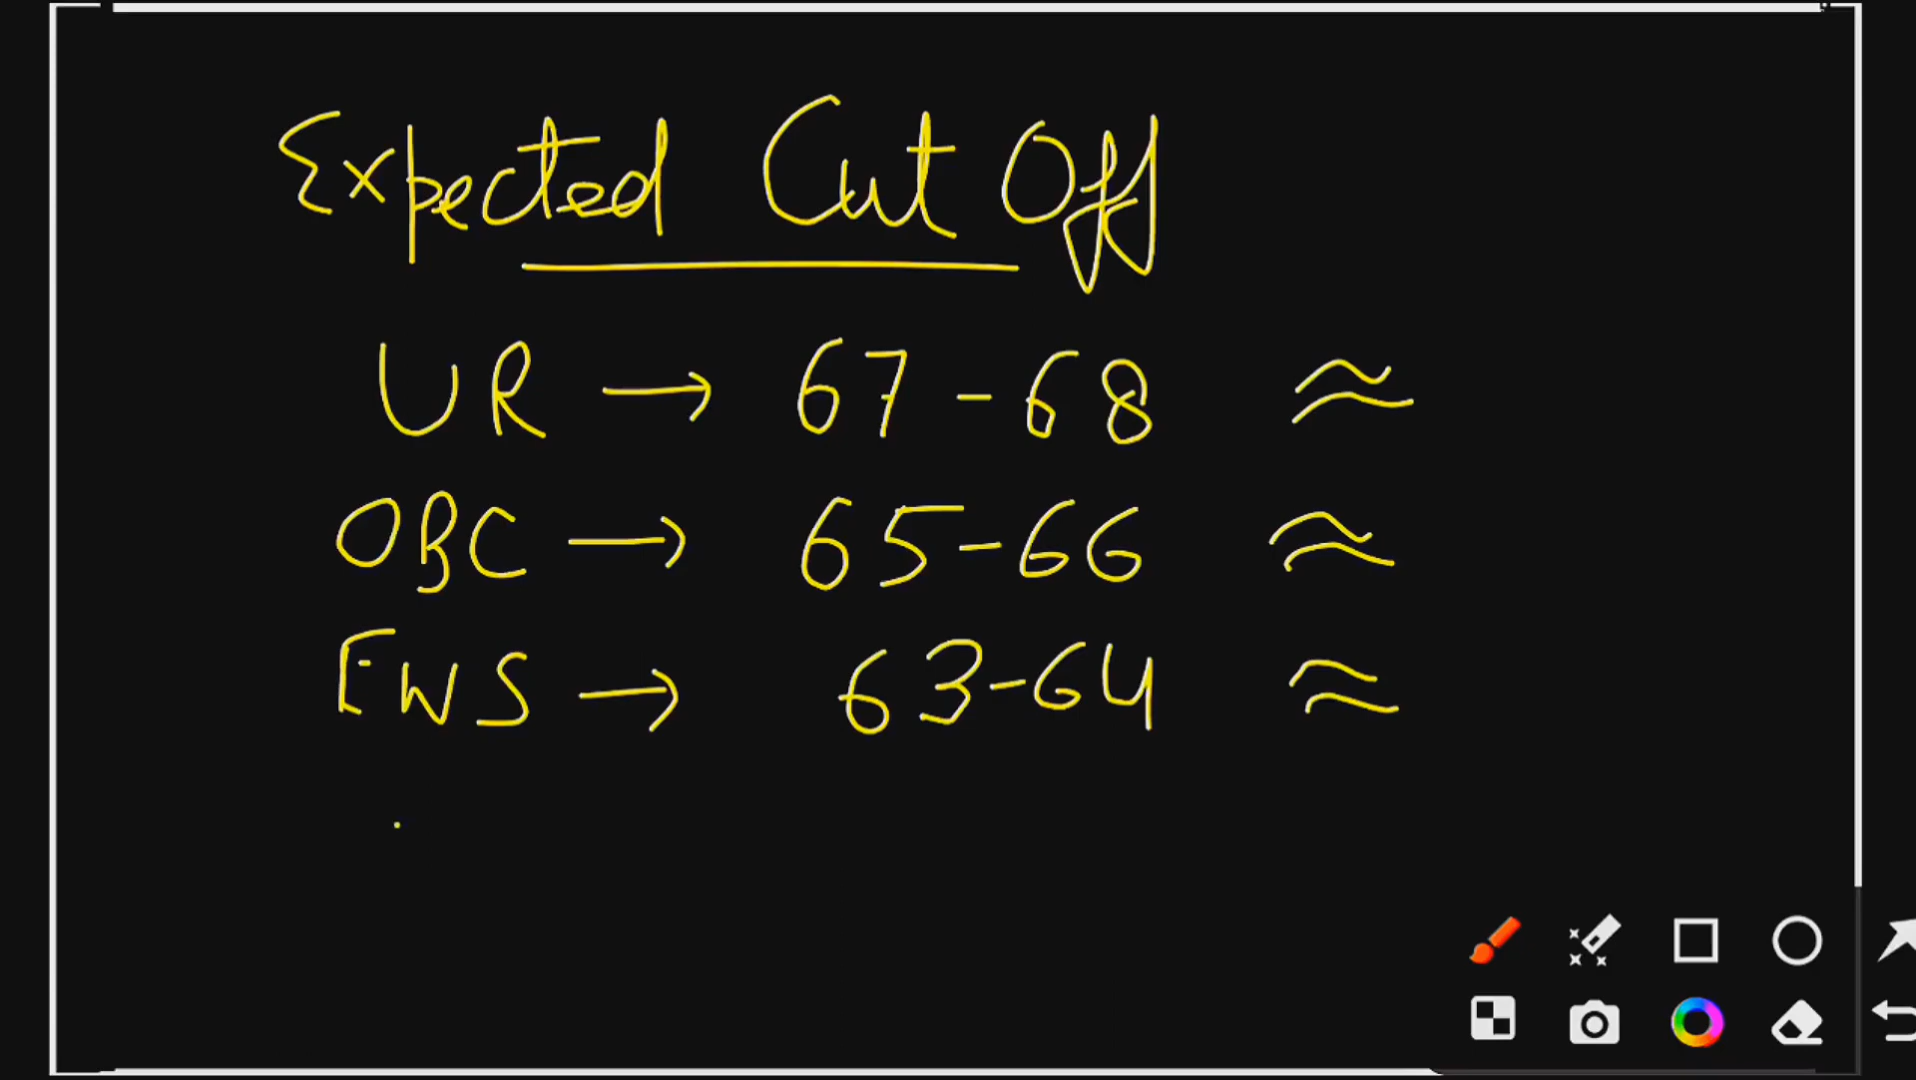 Expected Cut Off
UR → 67-68 ≈
OBC → 65-66 ≈
EWS → 63-64 ≈